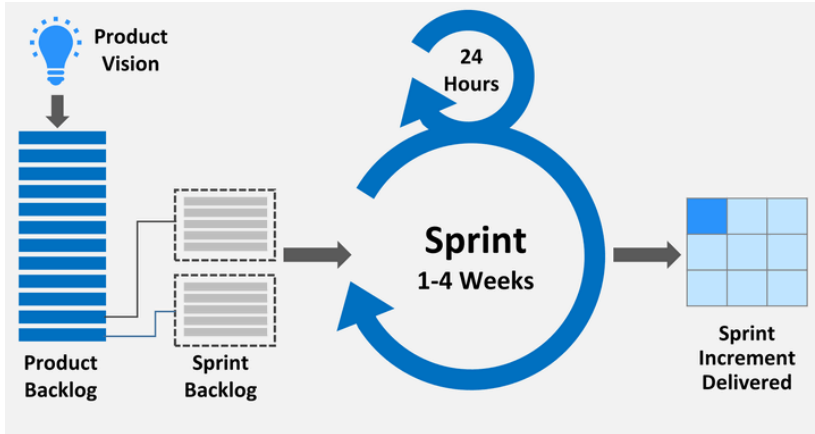 Product
Vision
24
Hours
Sprint
1-4 Weeks
Product
Backlog
Sprint
Backlog
Sprint
Increment
Delivered